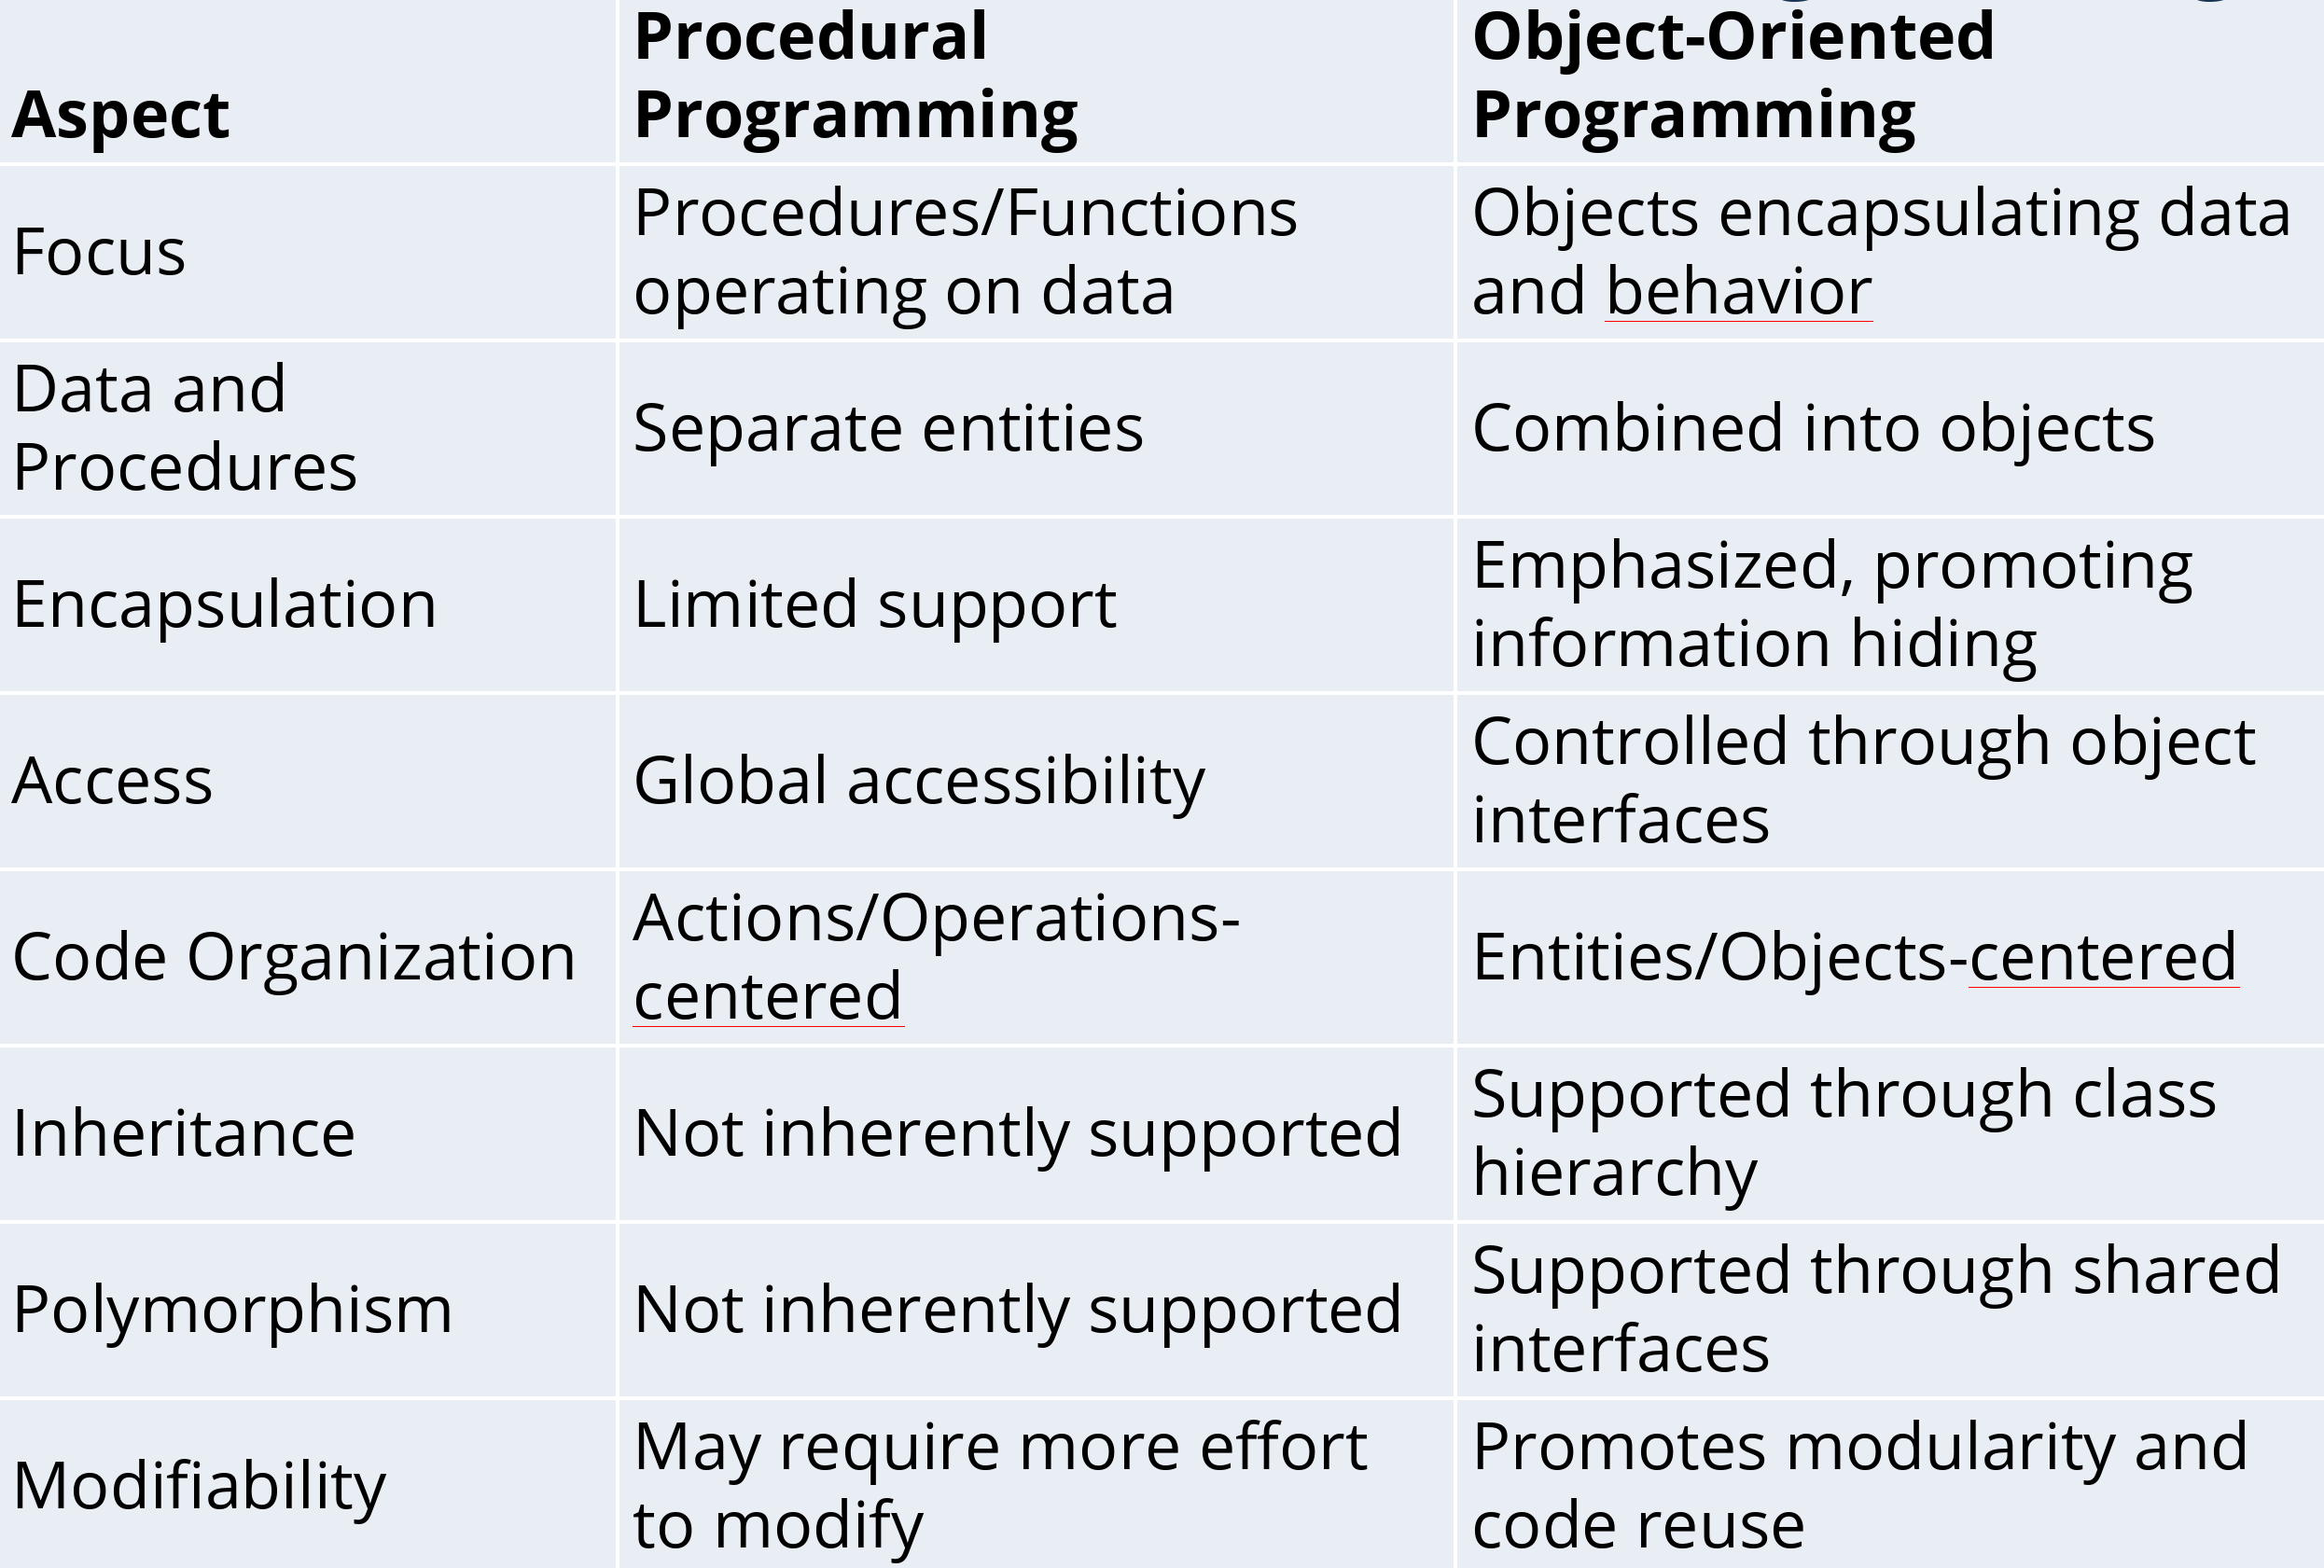 Aspect
Procedural
Programming
Object-Oriented
Programming
Focus
Procedures/Functions
operating on data
Objects encapsulating data
and behavior
Data and
Procedures
Separate entities
Combined into objects
Encapsulation
Limited support
Emphasized, promoting
information hiding
Access
Global accessibility
Controlled through object
interfaces
Code Organization
Actions/Operations-
centered
Entities/Objects-centered
Inheritance
Not inherently supported
Supported through class
hierarchy
Polymorphism
Not inherently supported
Supported through shared
interfaces
Modifiability
May require more effort
to modify
Promotes modularity and
code reuse